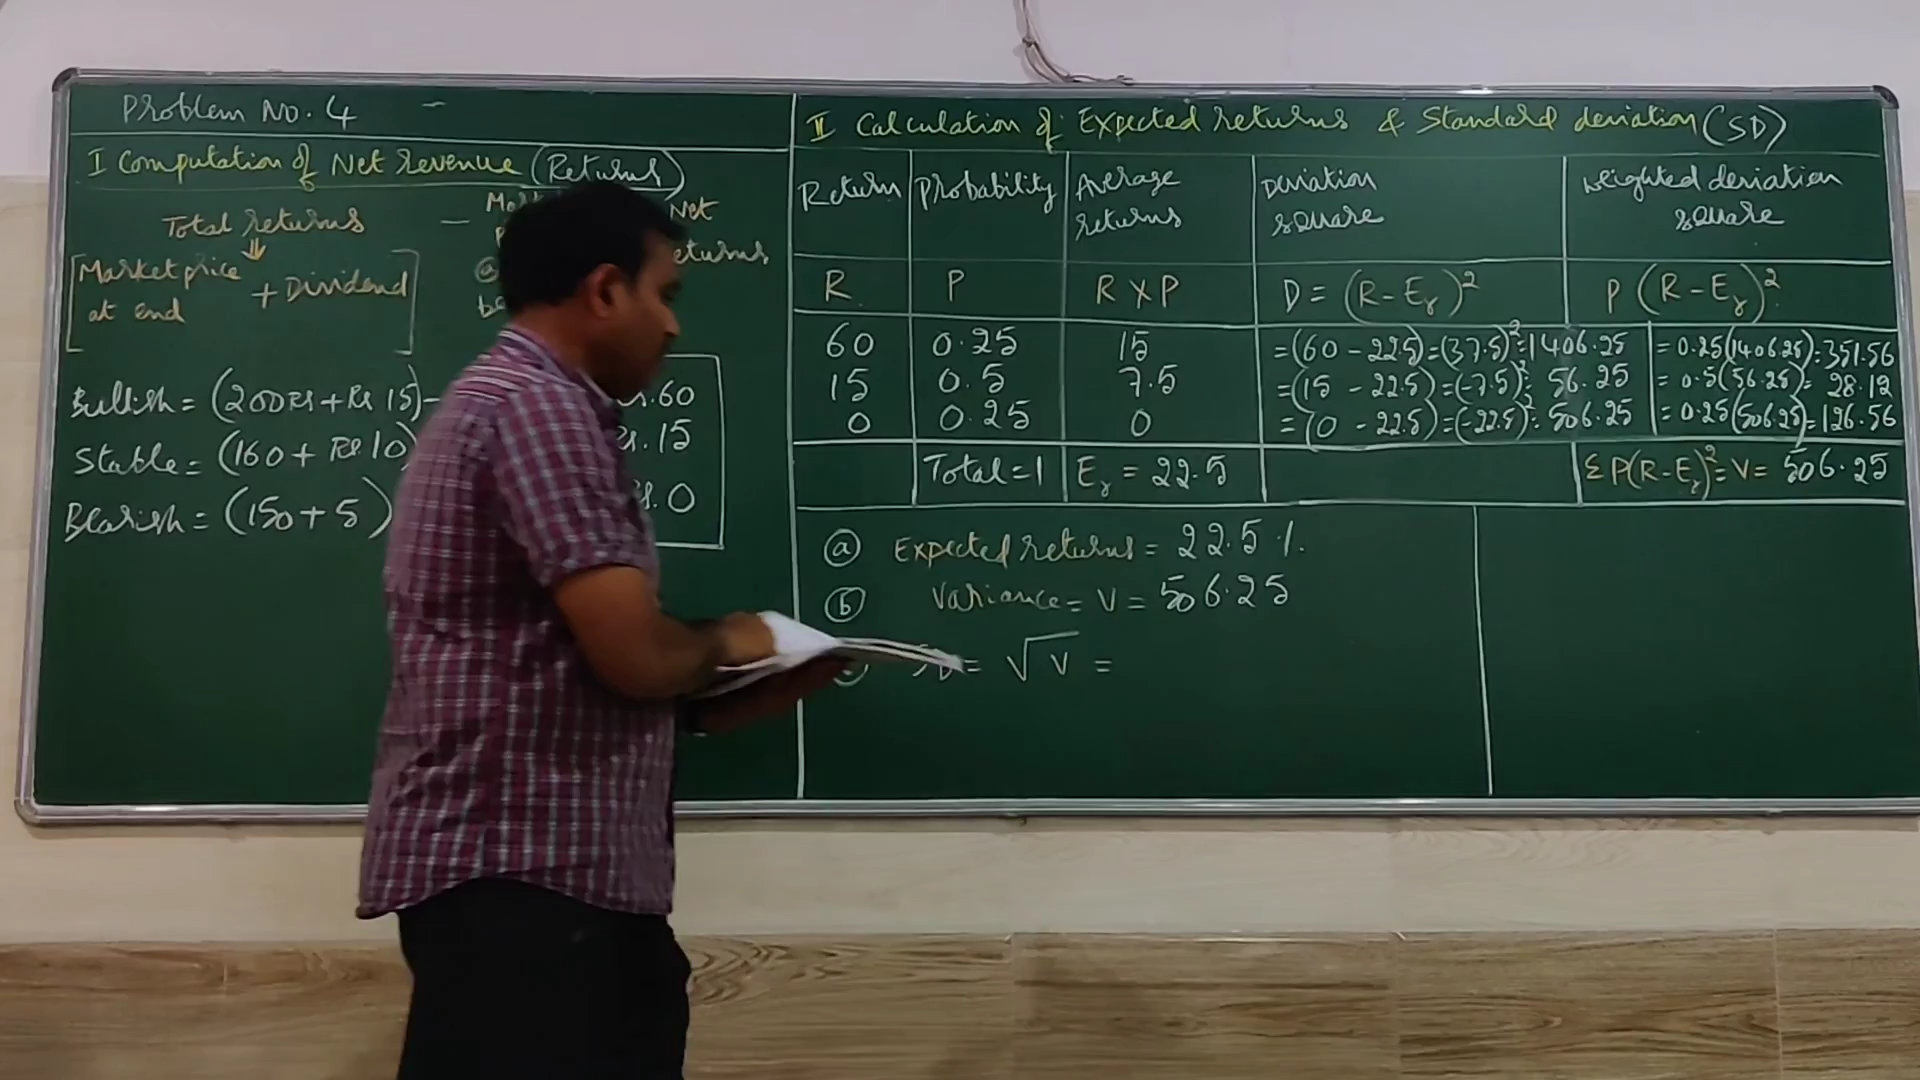 Problem No. 4 -
I Computation of Net revenue (Returns)
Total returns - Net
returns
[Market price at end + Dividend]
Bullish = (200 Rs + Rs 15) - Rs.60
Stable = (160 + Rs. 10) Rs. 15
Bearish = (150 + 5) Rs. 0
II Calculation of Expected returns & Standard deviation (SD)
Return Probability Average returns Deviation square Weighted deviation square
R P R X P D = (R - Eᵣ)² P (R - Eᵣ)²
60 0.25 15 = (60 - 22.5) = (37.5)² = 1406.25 = 0.25(1406.25) = 351.56
15 0.5 7.5 = (15 - 22.5) = (-7.5)² = 56.25 = 0.5(56.25) = 28.12
0 0.25 0 = (0 - 22.5) = (-22.5)² = 506.25 = 0.25(506.25) = 126.56
Total = 1 Eᵣ = 22.5 Σ P(R - Eᵣ)² = V = 506.25
(a) Expected returns = 22.5 %.
(b) Variance = V = 506.25
SD = √V =